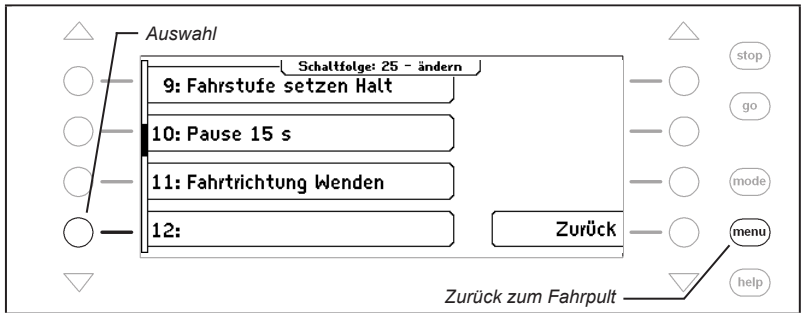 Auswahl
Schaltfolge: 25 - ändern
stop
9: Fahrstufe setzen Halt
go
10: Pause 15 s
11: Fahrtrichtung Wenden
mode
12:
Zurück
menu
help
Zurück zum Fahrpult